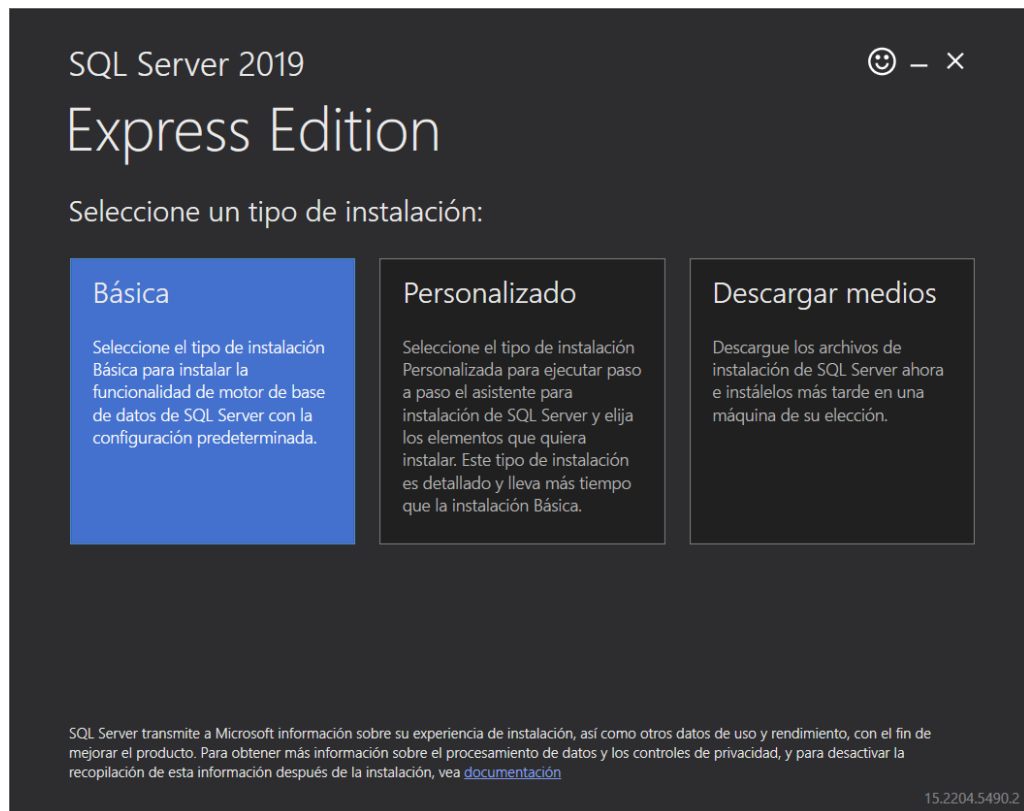 SQL Server 2019
Express Edition
Seleccione un tipo de instalación:
Básica
Seleccione el tipo de instalación
Básica para instalar la
funcionalidad de motor de base
de datos de SQL Server con la
configuración predeterminada.
Personalizado
Seleccione el tipo de instalación
Personalizada para ejecutar paso
a paso el asistente para
instalación de SQL Server y elija
los elementos que quiera
instalar. Este tipo de instalación
es detallado y lleva más tiempo
que la instalación Básica.
Descargar medios
Descargue los archivos de
instalación de SQL Server ahora
e instálelos más tarde en una
máquina de su elección.
SQL Server transmite a Microsoft información sobre su experiencia de instalación, así como otros datos de uso y rendimiento, con el fin de
mejorar el producto. Para obtener más información sobre el procesamiento de datos y los controles de privacidad, y para desactivar la
recopilación de esta información después de la instalación, vea documentación
15.2204.5490.2